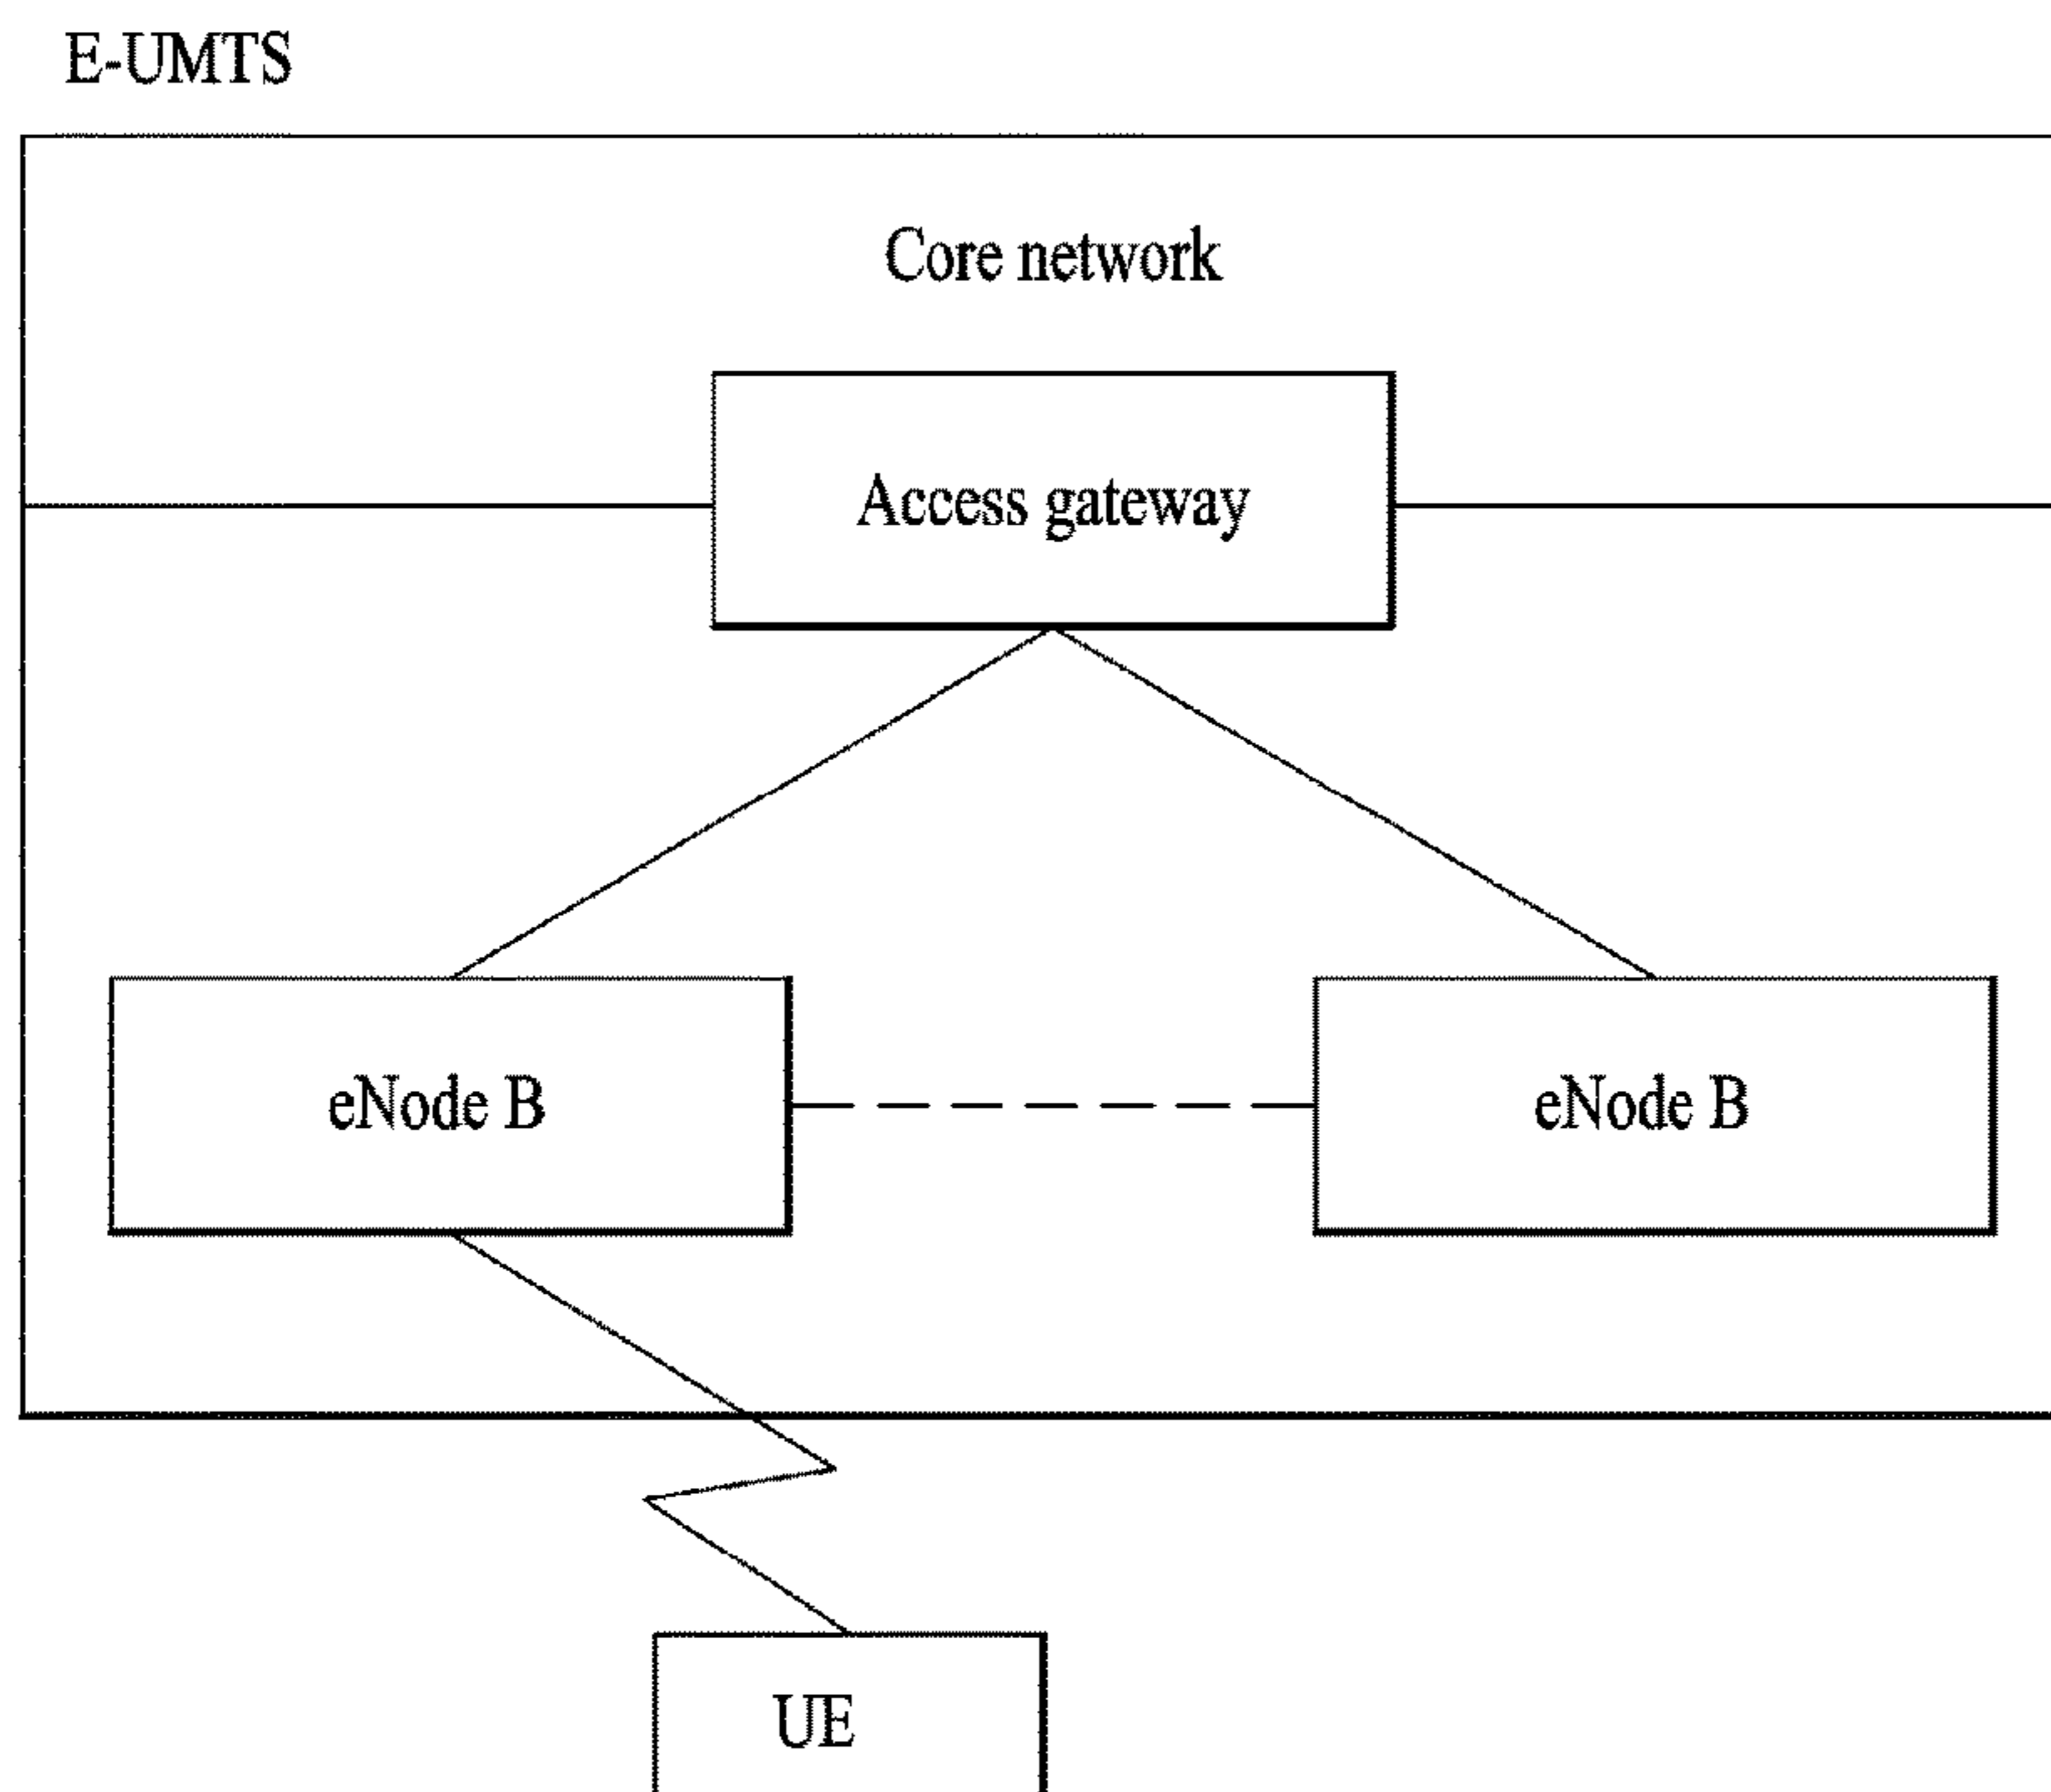 E-UMTS
Core network
Access gateway
eNode B
eNode B
UE